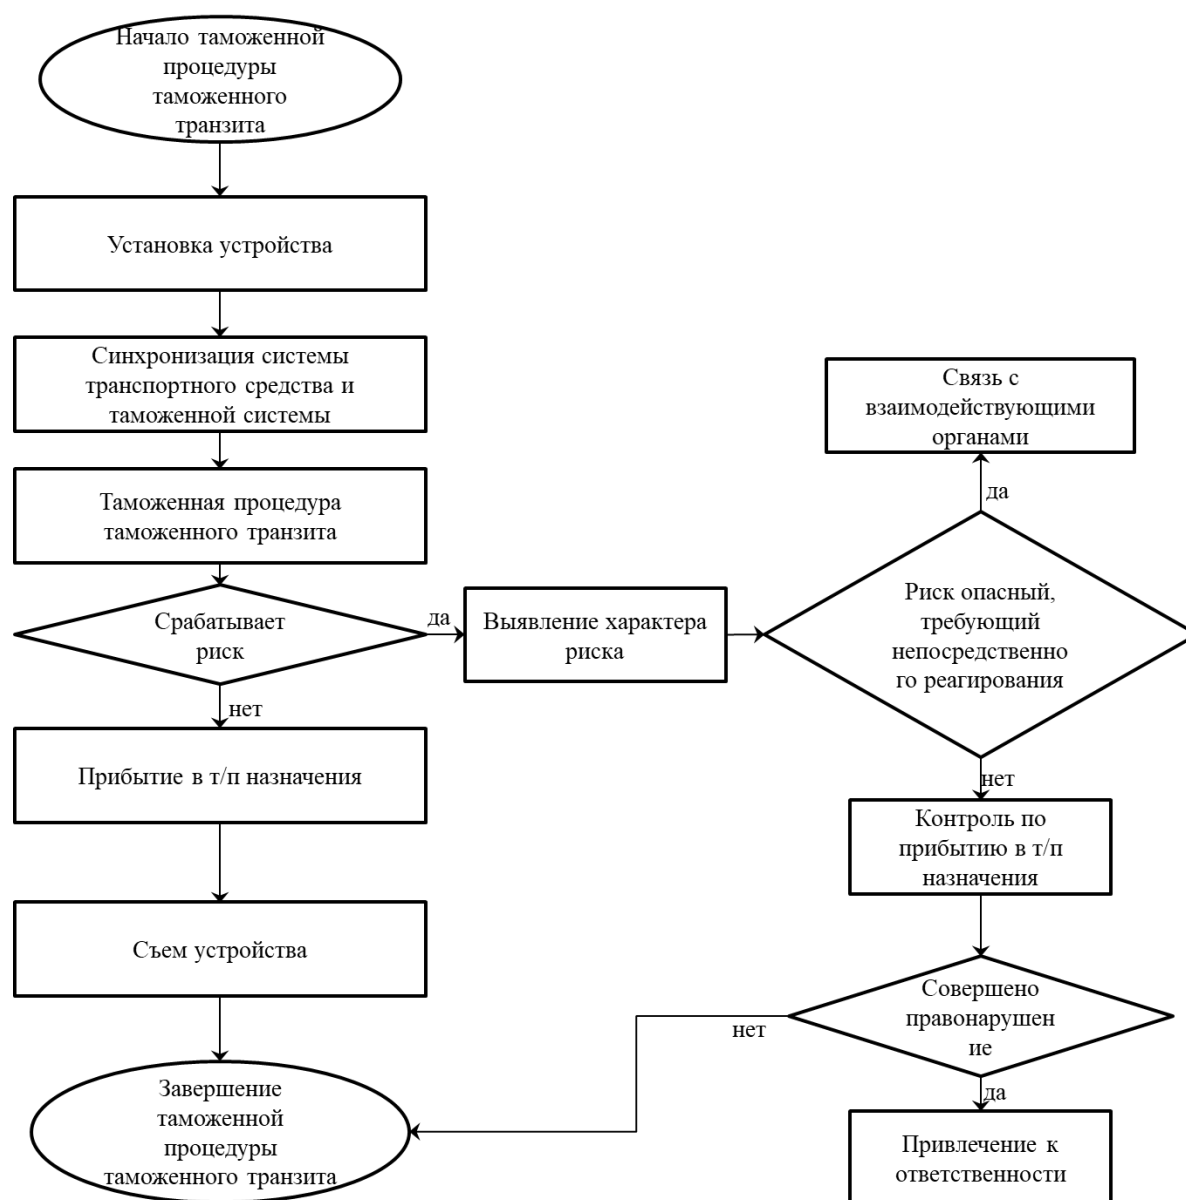 Начало таможенной
процедуры
таможенного
транзита
Установка устройства
Синхронизация системы
транспортного средства и
таможенной системы
Таможенная процедура
таможенного транзита
Срабатывает
риск
да
нет
Выявление характера
риска
Риск опасный,
требующий
непосредственно
го реагирования
да
Связь с
взаимодействующими
органами
нет
Контроль по
прибытию в т/п
назначения
Совершено
правонарушен
ие
нет
да
Привлечение к
ответственности
Прибытие в т/п назначения
Съем устройства
Завершение
таможенной
процедуры
таможенного транзита